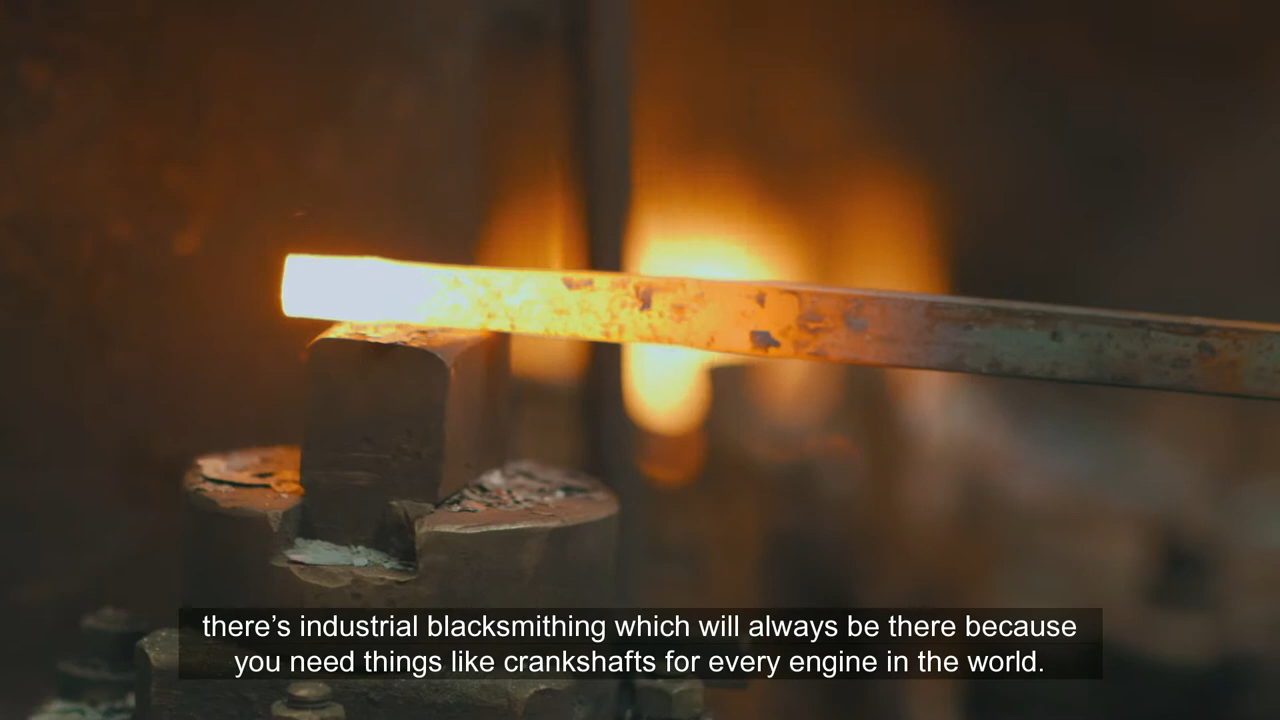 there’s industrial blacksmithing which will always be there because
you need things like crankshafts for every engine in the world.